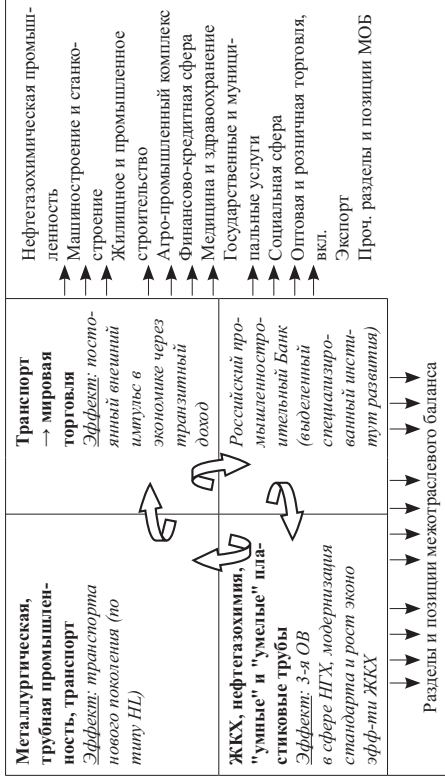 Металлургическая,
трубная промышлен-
ность, транспорт
Эффект: транспорта
нового поколения (по
типу HL)
Транспорт
→ мировая
торговля
Эффект: посто-
янный внешний
импульс в
экономике через
транзитный
доход
ЖКХ, нефтегазохимия,
"умные" и "умелые" пла-
стиковые трубы
Эффект: 3-я ОВ
в сфере НГХ, модернизация
стандарта и рост эконо
эфф-ти ЖКХ
Российский про-
мышленностро-
ительный Банк
(выделенный
специализиро-
ванный инсти-
тут развития)
Нефтегазохимическая промыш-
ленность
Машиностроение и станко-
строение
Жилищное и промышленное
строительство
Агро-промышленный комплекс
Финансово-кредитная сфера
Медицина и здравоохранение
Государственные и муници-
пальные услуги
Социальная сфера
Оптовая и розничная торговля,
вкл.
Экспорт
Проч. разделы и позиции МОБ
Разделы и позиции межотраслевого баланса